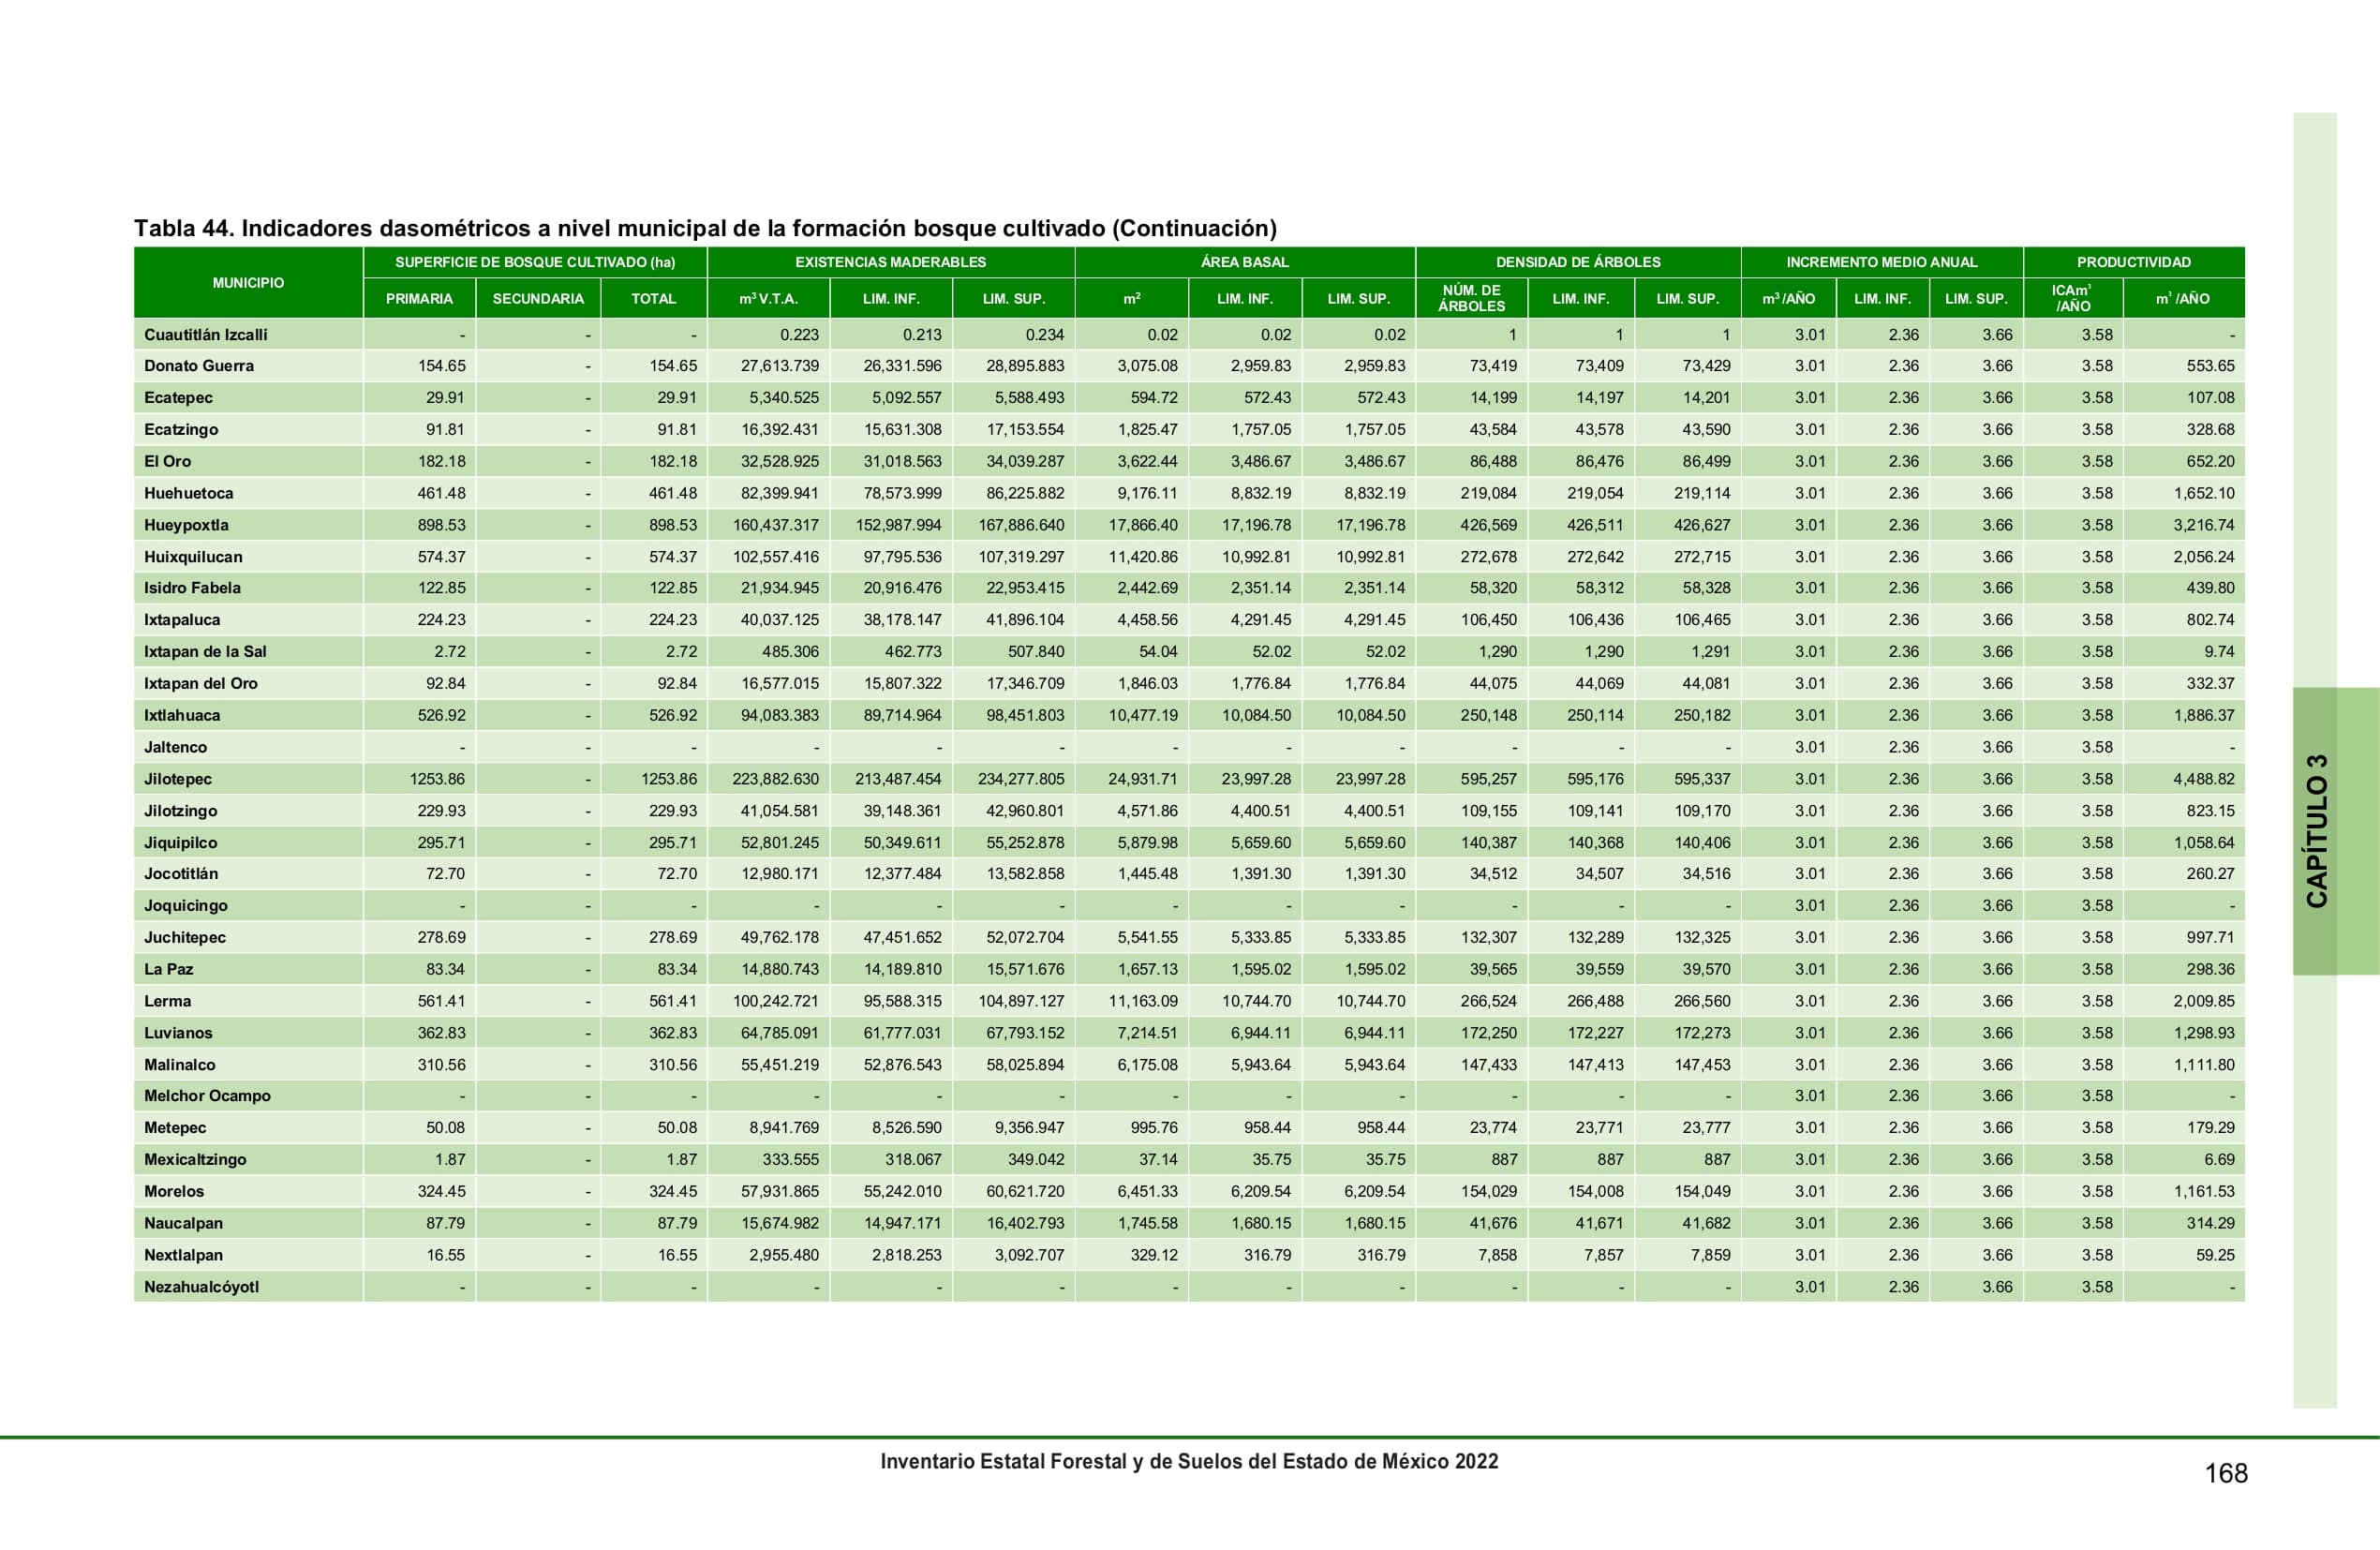 Tabla 44. Indicadores dasométricos a nivel municipal de la formación bosque cultivado (Continuación)
MUNICIPIO SUPERFICIE DE BOSQUE CULTIVADO (ha) EXISTENCIAS MADERABLES ÁREA BASAL DENSIDAD DE ÁRBOLES INCREMENTO MEDIO ANUAL PRODUCTIVIDAD
PRIMARIA SECUNDARIA TOTAL m³ V.T.A. LIM. INF. LIM. SUP. m² LIM. INF. LIM. SUP. NÚM. DE ÁRBOLES LIM. INF. LIM. SUP. m³ /AÑO LIM. INF. LIM. SUP. ICAm³ /AÑO m³ /AÑO
Cuautitlán Izcalli - - - 0.223 0.213 0.234 0.02 0.02 0.02 1 1 1 3.01 2.36 3.66 3.58 -
Donato Guerra 154.65 - 154.65 27,613.739 26,331.596 28,895.883 3,075.08 2,959.83 2,959.83 73,419 73,409 73,429 3.01 2.36 3.66 3.58 553.65
Ecatepec 29.91 - 29.91 5,340.525 5,092.557 5,588.493 594.72 572.43 572.43 14,199 14,197 14,201 3.01 2.36 3.66 3.58 107.08
Ecatzingo 91.81 - 91.81 16,392.431 15,631.308 17,153.554 1,825.47 1,757.05 1,757.05 43,584 43,578 43,590 3.01 2.36 3.66 3.58 328.68
El Oro 182.18 - 182.18 32,528.925 31,018.563 34,039.287 3,622.44 3,486.67 3,486.67 86,488 86,476 86,499 3.01 2.36 3.66 3.58 652.20
Huehuetoca 461.48 - 461.48 82,399.941 78,573.999 86,225.882 9,176.11 8,832.19 8,832.19 219,084 219,054 219,114 3.01 2.36 3.66 3.58 1,652.10
Hueypoxtla 898.53 - 898.53 160,437.317 152,987.994 167,886.640 17,866.40 17,196.78 17,196.78 426,569 426,511 426,627 3.01 2.36 3.66 3.58 3,216.74
Huixquilucan 574.37 - 574.37 102,557.416 97,795.536 107,319.297 11,420.86 10,992.81 10,992.81 272,678 272,642 272,715 3.01 2.36 3.66 3.58 2,056.24
Isidro Fabela 122.85 - 122.85 21,934.945 20,916.476 22,953.415 2,442.69 2,351.14 2,351.14 58,320 58,312 58,328 3.01 2.36 3.66 3.58 439.80
Ixtapaluca 224.23 - 224.23 40,037.125 38,178.147 41,896.104 4,458.56 4,291.45 4,291.45 106,450 106,436 106,465 3.01 2.36 3.66 3.58 802.74
Ixtapan de la Sal 2.72 - 2.72 485.306 462.773 507.840 54.04 52.02 52.02 1,290 1,290 1,291 3.01 2.36 3.66 3.58 9.74
Ixtapan del Oro 92.84 - 92.84 16,577.015 15,807.322 17,346.709 1,846.03 1,776.84 1,776.84 44,075 44,069 44,081 3.01 2.36 3.66 3.58 332.37
Ixtlahuaca 526.92 - 526.92 94,083.383 89,714.964 98,451.803 10,477.19 10,084.50 10,084.50 250,148 250,114 250,182 3.01 2.36 3.66 3.58 1,886.37
Jaltenco - - - - - - - - - - - - 3.01 2.36 3.66 3.58 -
Jilotepec 1253.86 - 1253.86 223,882.630 213,487.454 234,277.805 24,931.71 23,997.28 23,997.28 595,257 595,176 595,337 3.01 2.36 3.66 3.58 4,488.82
Jilotzingo 229.93 - 229.93 41,054.581 39,148.361 42,960.801 4,571.86 4,400.51 4,400.51 109,155 109,141 109,170 3.01 2.36 3.66 3.58 823.15
Jiquipilco 295.71 - 295.71 52,801.245 50,349.611 55,252.878 5,879.98 5,659.60 5,659.60 140,387 140,368 140,406 3.01 2.36 3.66 3.58 1,058.64
Jocotitlán 72.70 - 72.70 12,980.171 12,377.484 13,582.858 1,445.48 1,391.30 1,391.30 34,512 34,507 34,516 3.01 2.36 3.66 3.58 260.27
Joquicingo - - - - - - - - - - - - 3.01 2.36 3.66 3.58 -
Juchitepec 278.69 - 278.69 49,762.178 47,451.652 52,072.704 5,541.55 5,333.85 5,333.85 132,307 132,289 132,325 3.01 2.36 3.66 3.58 997.71
La Paz 83.34 - 83.34 14,880.743 14,189.810 15,571.676 1,657.13 1,595.02 1,595.02 39,565 39,559 39,570 3.01 2.36 3.66 3.58 298.36
Lerma 561.41 - 561.41 100,242.721 95,588.315 104,897.127 11,163.09 10,744.70 10,744.70 266,524 266,488 266,560 3.01 2.36 3.66 3.58 2,009.85
Luvianos 362.83 - 362.83 64,785.091 61,777.031 67,793.152 7,214.51 6,944.11 6,944.11 172,250 172,227 172,273 3.01 2.36 3.66 3.58 1,298.93
Malinalco 310.56 - 310.56 55,451.219 52,876.543 58,025.894 6,175.08 5,943.64 5,943.64 147,433 147,413 147,453 3.01 2.36 3.66 3.58 1,111.80
Melchor Ocampo - - - - - - - - - - - - 3.01 2.36 3.66 3.58 -
Metepec 50.08 - 50.08 8,941.769 8,526.590 9,356.947 995.76 958.44 958.44 23,774 23,771 23,777 3.01 2.36 3.66 3.58 179.29
Mexicaltzingo 1.87 - 1.87 333.555 318.067 349.042 37.14 35.75 35.75 887 887 887 3.01 2.36 3.66 3.58 6.69
Morelos 324.45 - 324.45 57,931.865 55,242.010 60,621.720 6,451.33 6,209.54 6,209.54 154,029 154,008 154,049 3.01 2.36 3.66 3.58 1,161.53
Naucalpan 87.79 - 87.79 15,674.982 14,947.171 16,402.793 1,745.58 1,680.15 1,680.15 41,676 41,671 41,682 3.01 2.36 3.66 3.58 314.29
Nextlalpan 16.55 - 16.55 2,955.480 2,818.253 3,092.707 329.12 316.79 316.79 7,858 7,857 7,859 3.01 2.36 3.66 3.58 59.25
Nezahualcóyotl - - - - - - - - - - - - 3.01 2.36 3.66 3.58 -
CAPÍTULO 3
Inventario Estatal Forestal y de Suelos del Estado de México 2022
168